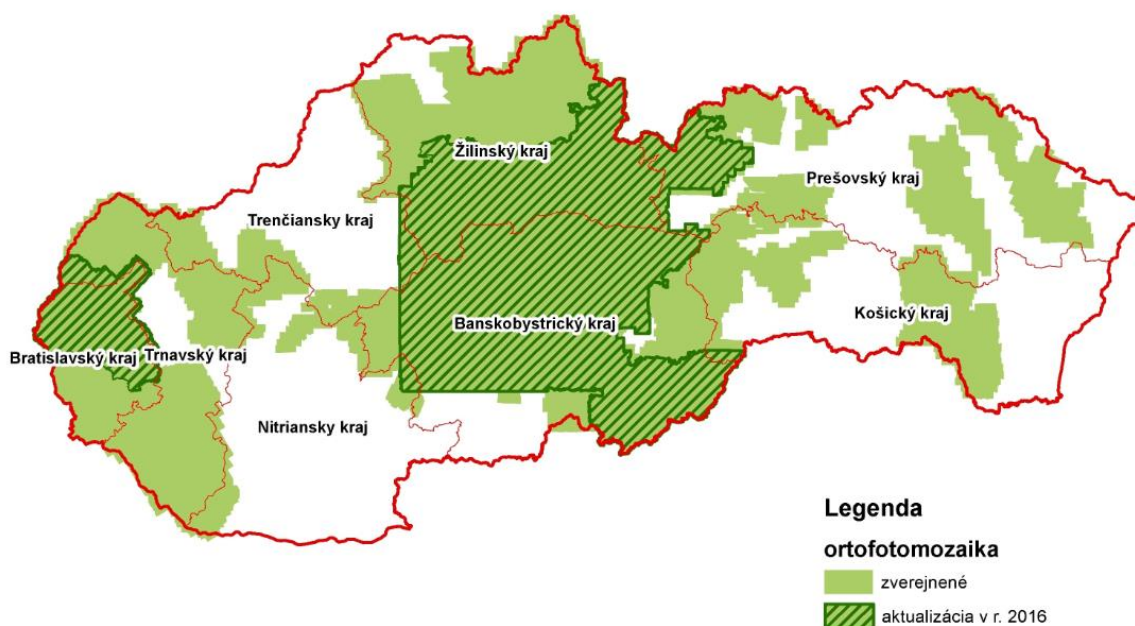 Žilinský kraj
Prešovský kraj
Trenčiansky kraj
Košický kraj
Banskobystrický kraj
Bratislavský kraj
Trnavský kraj
Nitriansky kraj
Legenda
ortofotomozaika
zverejnené
aktualizácia v r. 2016